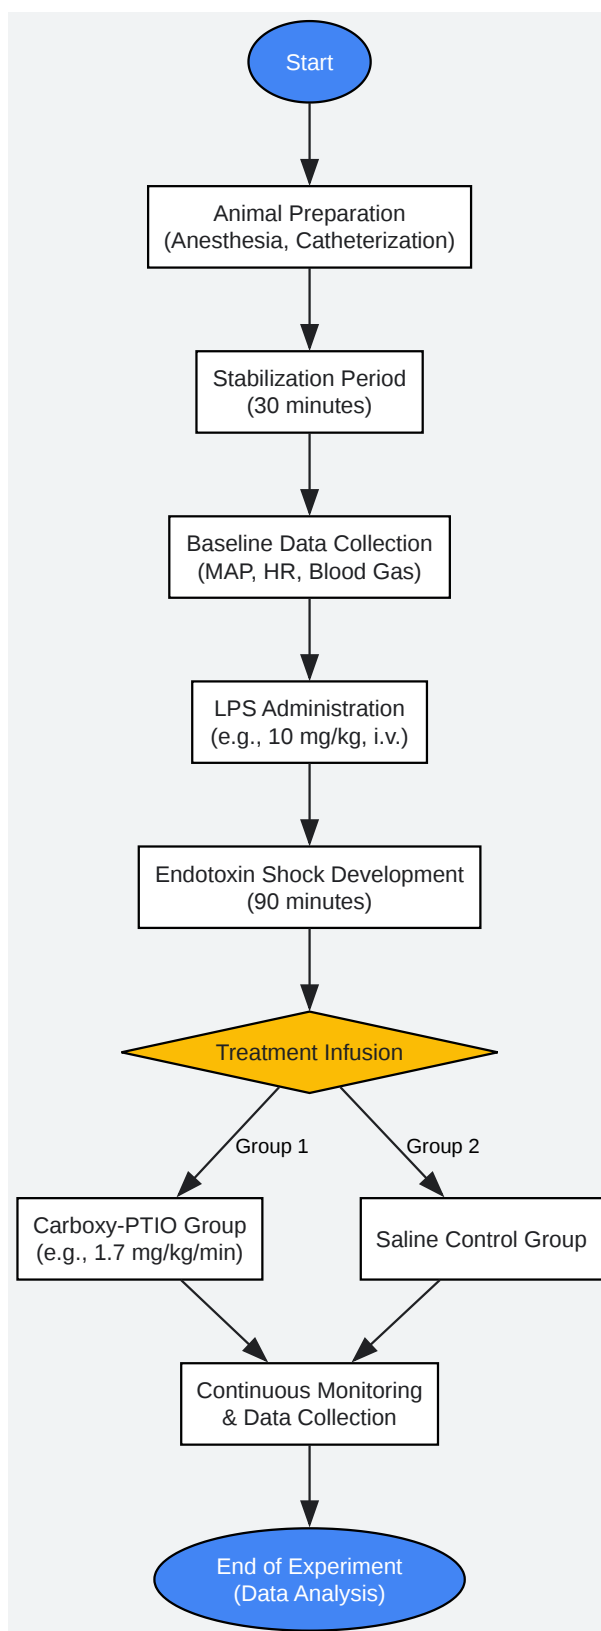 Start
Animal Preparation
(Anesthesia, Catheterization)
Stabilization Period
(30 minutes)
Baseline Data Collection
(MAP, HR, Blood Gas)
LPS Administration
(e.g., 10 mg/kg, i.v.)
Endotoxin Shock Development
(90 minutes)
Treatment Infusion
Group 1
Group 2
Carboxy-PTIO Group
(e.g., 1.7 mg/kg/min)
Saline Control Group
Continuous Monitoring
& Data Collection
End of Experiment
(Data Analysis)